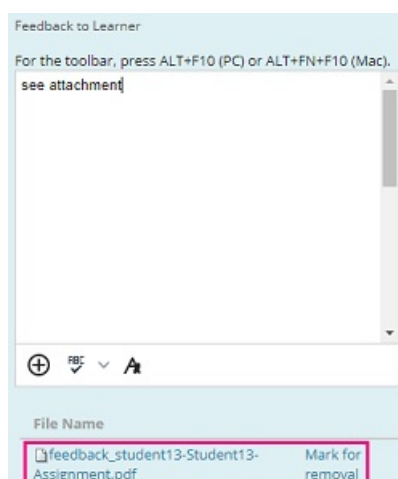 Feedback to Learner
For the toolbar, press ALT+F10 (PC) or ALT+FN+F10 (Mac).
see attachment
ABC
A
File Name
feedback_student13-Student13- Mark for
Assignment.pdf removal